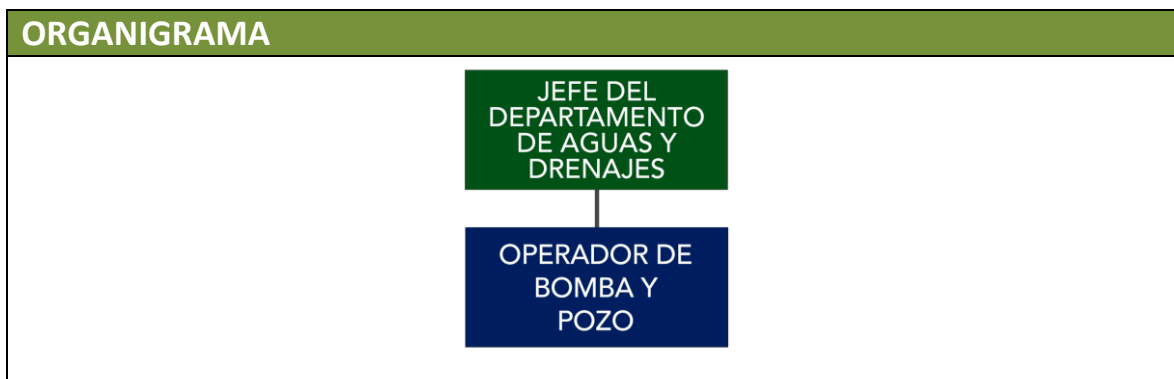 ORGANIGRAMA
JEFE DEL
DEPARTAMENTO
DE AGUAS Y
DRENAJES
OPERADOR DE
BOMBA Y
POZO